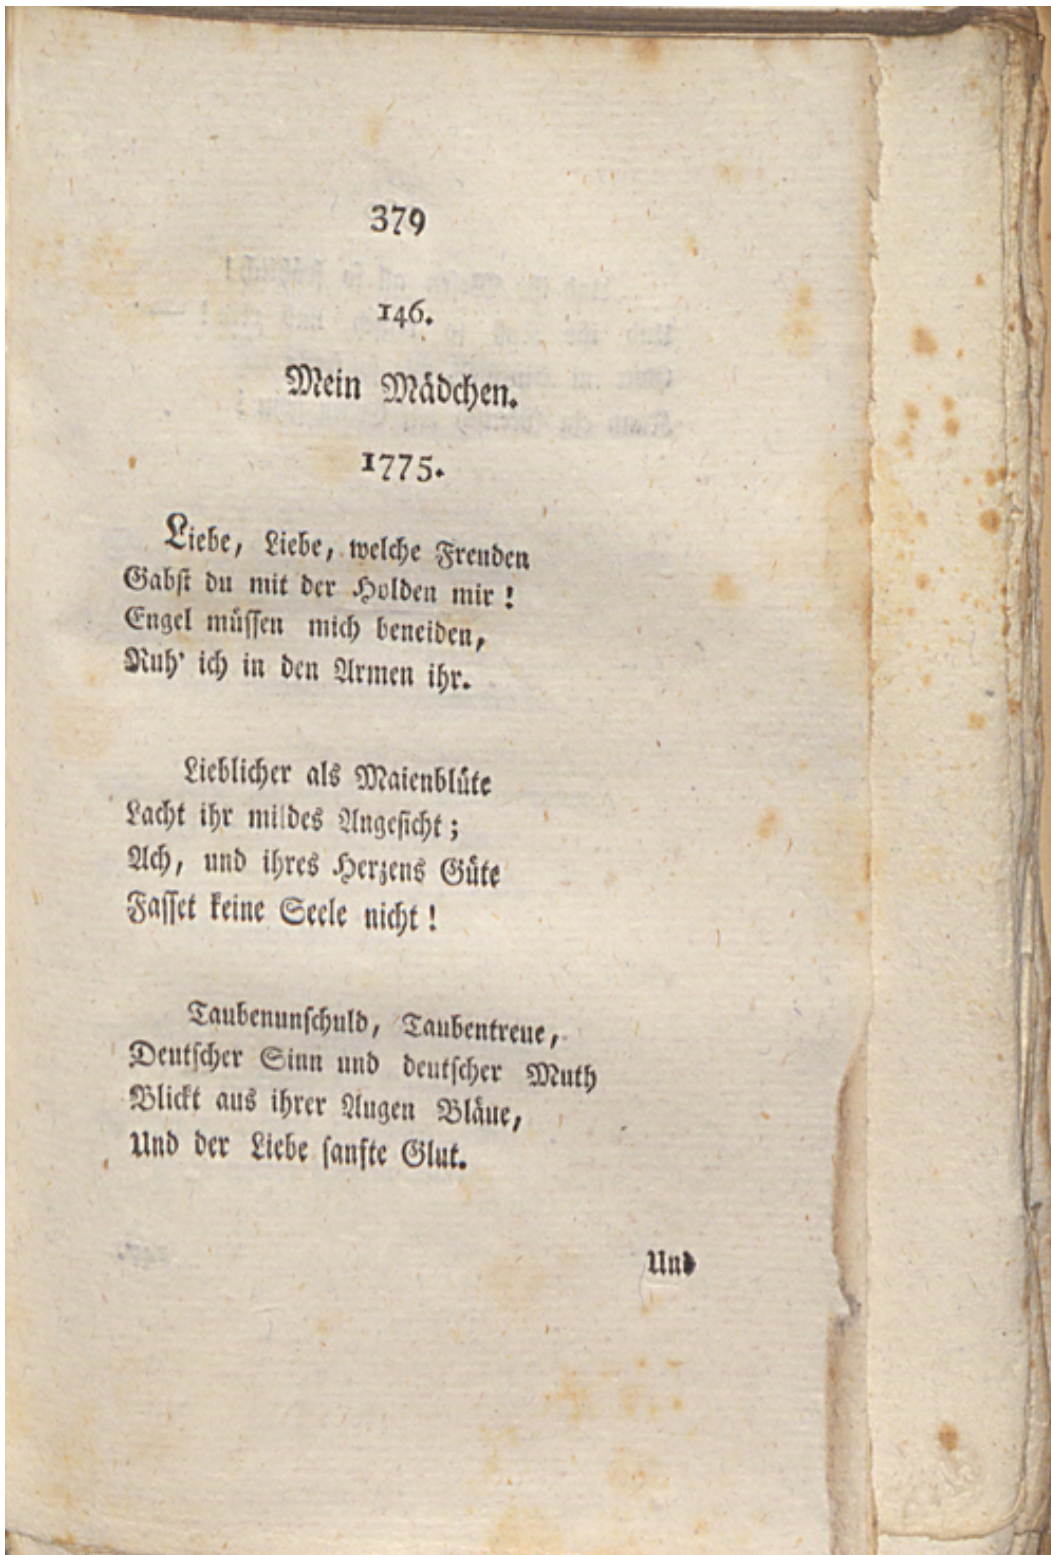 379
146.
Mein Mädchen.
1775.
Liebe, Liebe, welche Freuden
Gabst du mit der Holden mir!
Engel müssen mich beneiden,
Ruh' ich in den Armen ihr.
Lieblicher als Maienblüte
Lacht ihr mildes Angesicht;
Ach, und ihres Herzens Güte
Fasset keine Seele nicht!
Taubenunschuld, Taubentreue,
Deutscher Sinn und deutscher Muth
Blickt aus ihrer Augen Bläue,
Und der Liebe sanfte Glut.
Und